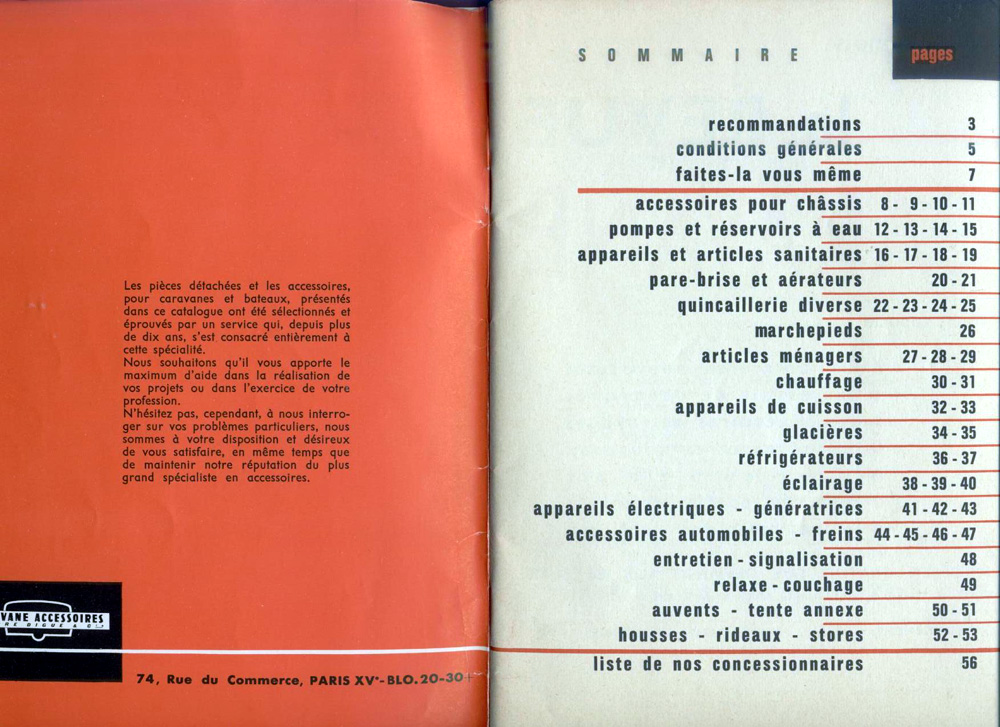 Les pièces détachées et les accessoires,
pour caravanes et bateaux, présentés
dans ce catalogue ont été sélectionnés et
éprouvés par un service qui, depuis plus
de dix ans, s'est consacré entièrement à
cette spécialité.
Nous souhaitons qu'il vous apporte le
maximum d'aide dans la réalisation de
vos projets ou dans l'exercice de votre
profession.
N'hésitez pas, cependant, à nous interro-
ger sur vos problèmes particuliers, nous
sommes à votre disposition et désireux
de vous satisfaire, en même temps que
de maintenir notre réputation du plus
grand spécialiste en accessoires.
VANE ACCESSOIRES
RE DIGUE & C
74, Rue du Commerce, PARIS XVe-BLO.20-30+
SOMMAIRE pages
recommandations 3
conditions générales 5
faites-la vous même 7
accessoires pour châssis 8 - 9 - 10 - 11
pompes et réservoirs à eau 12 - 13 - 14 - 15
appareils et articles sanitaires 16 - 17 - 18 - 19
pare-brise et aérateurs 20 - 21
quincaillerie diverse 22 - 23 - 24 - 25
marchepieds 26
articles ménagers 27 - 28 - 29
chauffage 30 - 31
appareils de cuisson 32 - 33
glacières 34 - 35
réfrigérateurs 36 - 37
éclairage 38 - 39 - 40
appareils électriques - génératrices 41 - 42 - 43
accessoires automobiles - freins 44 - 45 - 46 - 47
entretien - signalisation 48
relaxe - couchage 49
auvents - tente annexe 50 - 51
housses - rideaux - stores 52 - 53
liste de nos concessionnaires 56